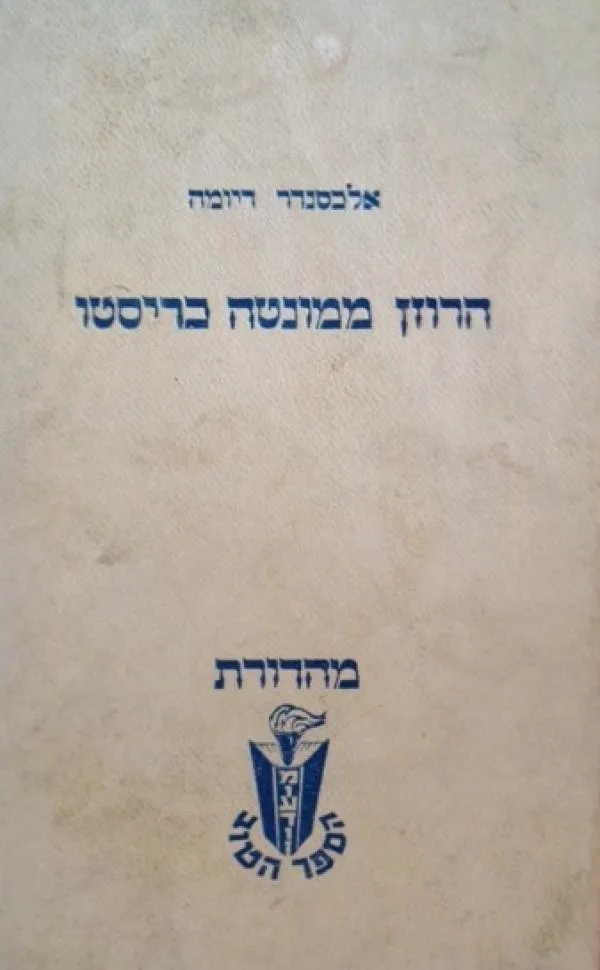 אלכסנדר דיומה
הרוזן ממונטה כריסטו
מהדורת
הספר הטוב